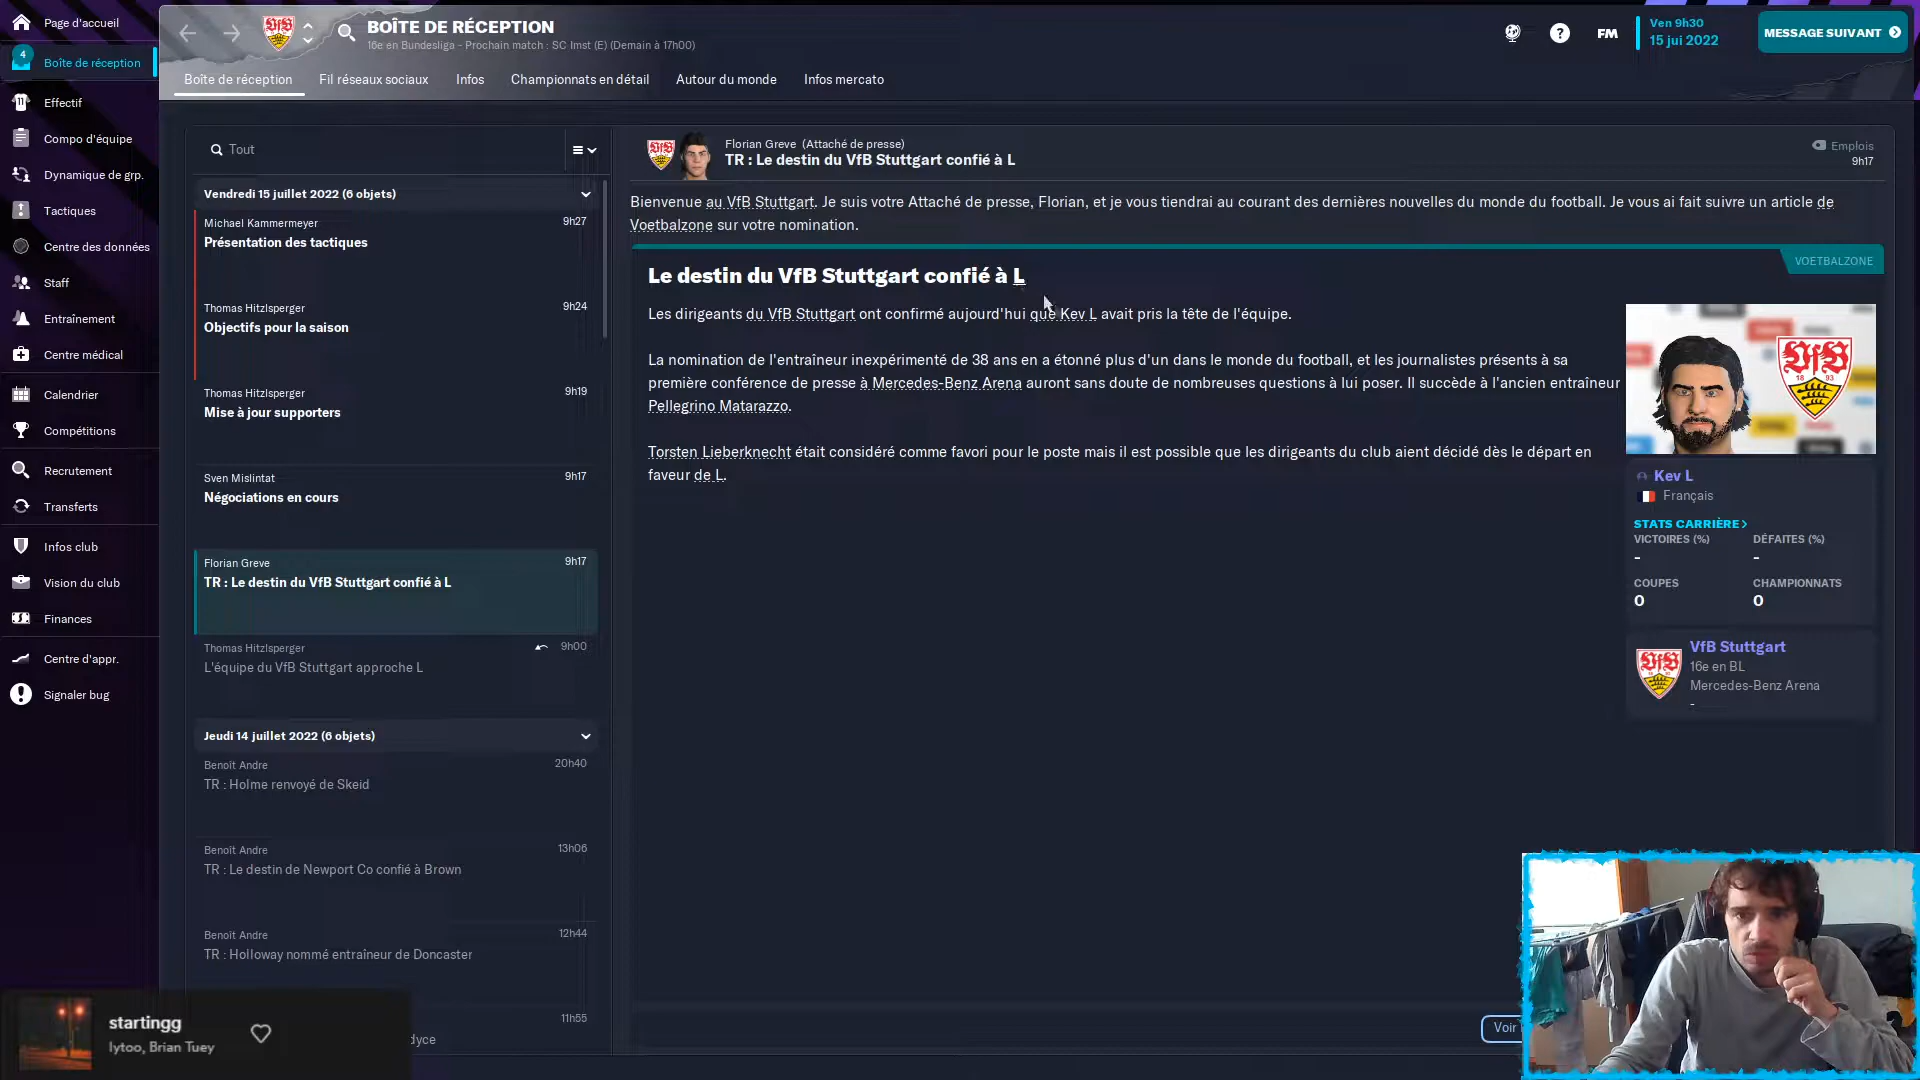 Page d'accueil
4
Boîte de réception
Effectif
Compo d'équipe
Dynamique de grp.
Tactiques
Centre des données
Staff
Entraînement
Centre médical
Calendrier
Compétitions
Recrutement
Transferts
Infos club
Vision du club
Finances
Centre d'appr.
Signaler bug
BOÎTE DE RÉCEPTION
16e en Bundesliga - Prochain match : SC Imst (E) (Demain à 17h00)
FM
Ven 9h30
15 jui 2022
MESSAGE SUIVANT
Boîte de réception Fil réseaux sociaux Infos Championnats en détail Autour du monde Infos mercato
Tout
Vendredi 15 juillet 2022 (6 objets)
Michael Kammermeyer 9h27
Présentation des tactiques
Thomas Hitzlsperger 9h24
Objectifs pour la saison
Thomas Hitzlsperger 9h19
Mise à jour supporters
Sven Mislintat 9h17
Négociations en cours
Florian Greve 9h17
TR : Le destin du VfB Stuttgart confié à L
Thomas Hitzlsperger 9h00
L'équipe du VfB Stuttgart approche L
Jeudi 14 juillet 2022 (6 objets)
Benoît Andre 20h40
TR : Holme renvoyé de Skeid
Benoît Andre 13h06
TR : Le destin de Newport Co confié à Brown
Benoît Andre 12h44
TR : Holloway nommé entraîneur de Doncaster
11h55
dyce
Florian Greve (Attaché de presse)
TR : Le destin du VfB Stuttgart confié à L
Emplois
9h17
Bienvenue au VfB Stuttgart. Je suis votre Attaché de presse, Florian, et je vous tiendrai au courant des dernières nouvelles du monde du football. Je vous ai fait suivre un article de
Voetbalzone sur votre nomination.
VOETBALZONE
Le destin du VfB Stuttgart confié à L
Les dirigeants du VfB Stuttgart ont confirmé aujourd'hui que Kev L avait pris la tête de l'équipe.
La nomination de l'entraîneur inexpérimenté de 38 ans en a étonné plus d'un dans le monde du football, et les journalistes présents à sa
première conférence de presse à Mercedes-Benz Arena auront sans doute de nombreuses questions à lui poser. Il succède à l'ancien entraîneur
Pellegrino Matarazzo.
Torsten Lieberknecht était considéré comme favori pour le poste mais il est possible que les dirigeants du club aient décidé dès le départ en
faveur de L.
VfB
18 93
Kev L
Français
STATS CARRIÈRE >
VICTOIRES (%) DÉFAITES (%)
- -
COUPES CHAMPIONNATS
0 0
VfB Stuttgart
16e en BL
Mercedes-Benz Arena
-
Voir
startingg
lytoo, Brian Tuey